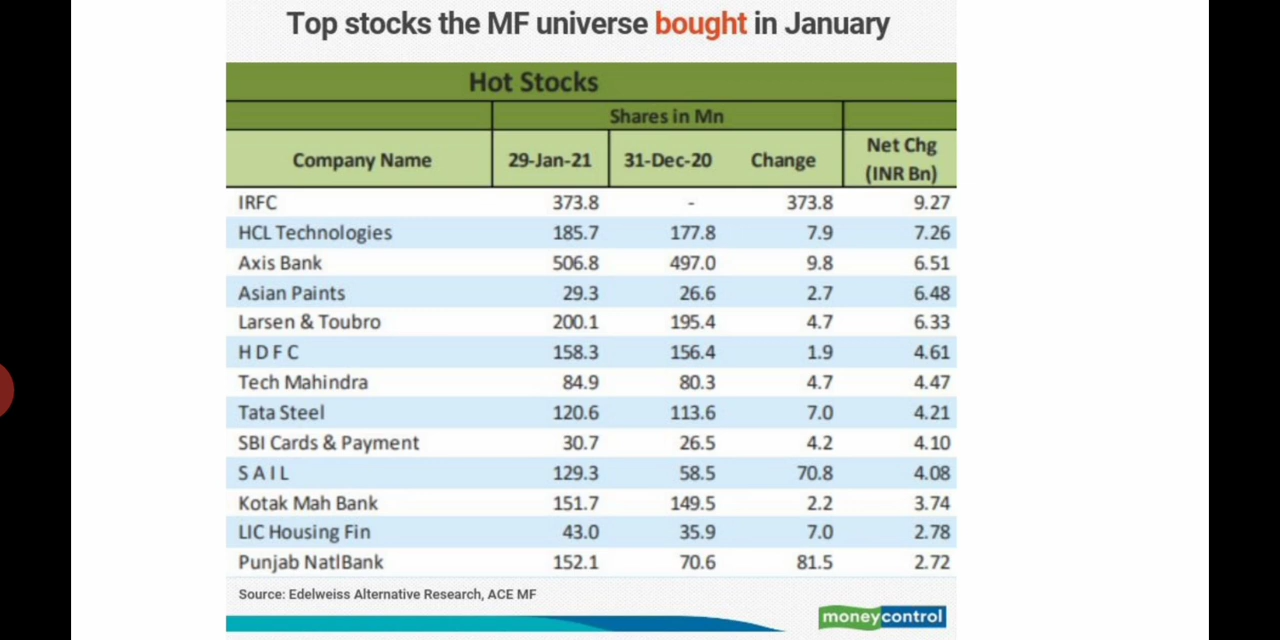 Top stocks the MF universe bought in January
Hot Stocks
Shares in Mn
Company Name 29-Jan-21 31-Dec-20 Change Net Chg (INR Bn)
IRFC 373.8 - 373.8 9.27
HCL Technologies 185.7 177.8 7.9 7.26
Axis Bank 506.8 497.0 9.8 6.51
Asian Paints 29.3 26.6 2.7 6.48
Larsen & Toubro 200.1 195.4 4.7 6.33
H D F C 158.3 156.4 1.9 4.61
Tech Mahindra 84.9 80.3 4.7 4.47
Tata Steel 120.6 113.6 7.0 4.21
SBI Cards & Payment 30.7 26.5 4.2 4.10
S A I L 129.3 58.5 70.8 4.08
Kotak Mah Bank 151.7 149.5 2.2 3.74
LIC Housing Fin 43.0 35.9 7.0 2.78
Punjab NatlBank 152.1 70.6 81.5 2.72
Source: Edelweiss Alternative Research, ACE MF
moneycontrol